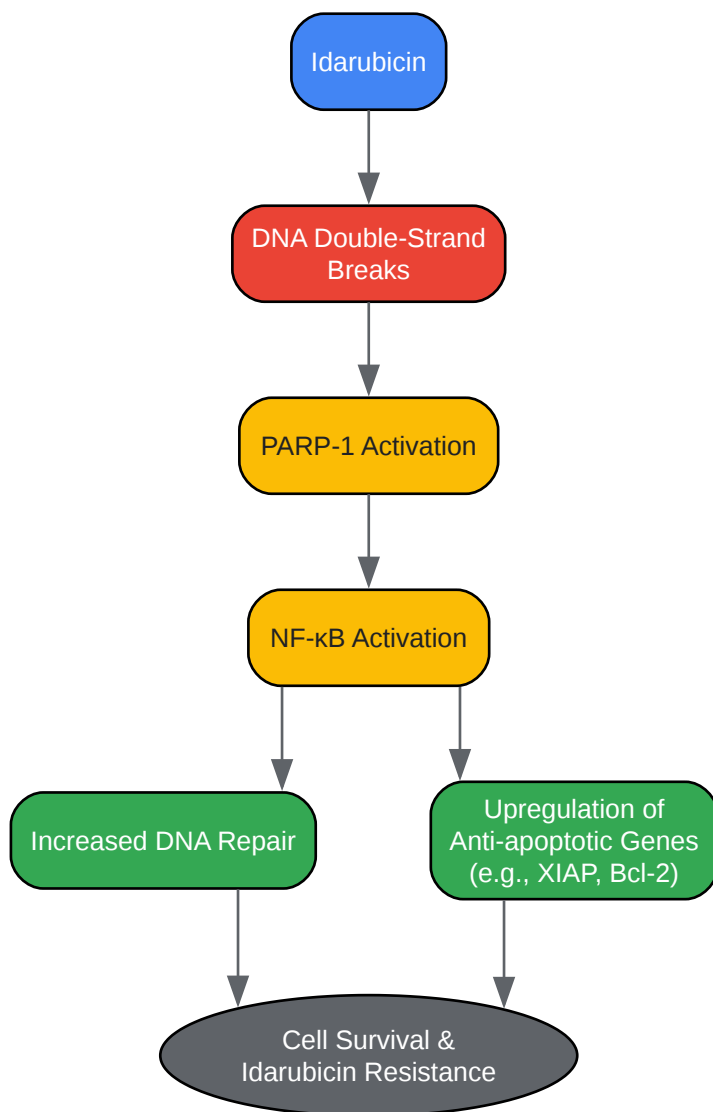 Idarubicin
DNA Double-Strand
Breaks
PARP-1 Activation
NF-κB Activation
Increased DNA Repair
Upregulation of
Anti-apoptotic Genes
(e.g., XIAP, Bcl-2)
Cell Survival &
Idarubicin Resistance